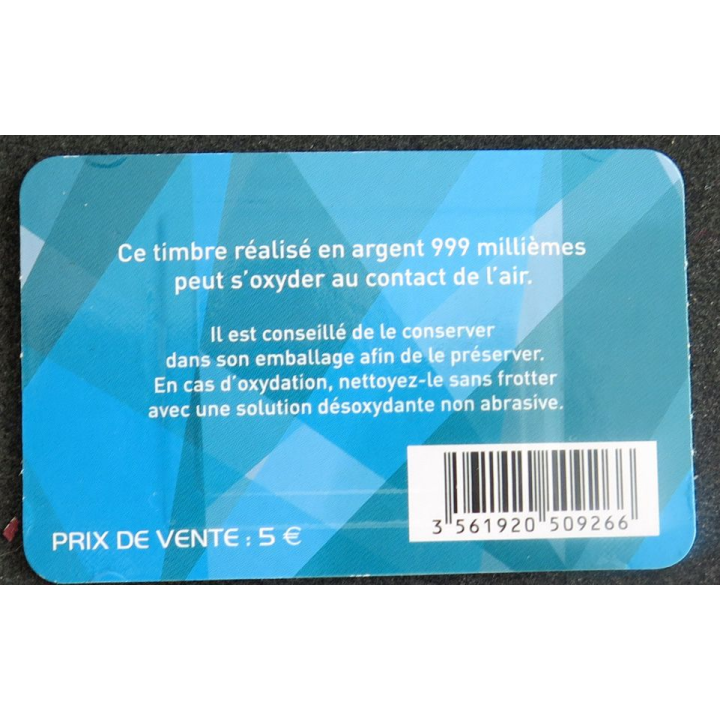 Ce timbre réalisé en argent 999 millièmes
peut s'oxyder au contact de l'air.
Il est conseillé de le conserver
dans son emballage afin de le préserver.
En cas d'oxydation, nettoyez-le sans frotter
avec une solution désoxydante non abrasive.
3 561920 509266
PRIX DE VENTE : 5 €